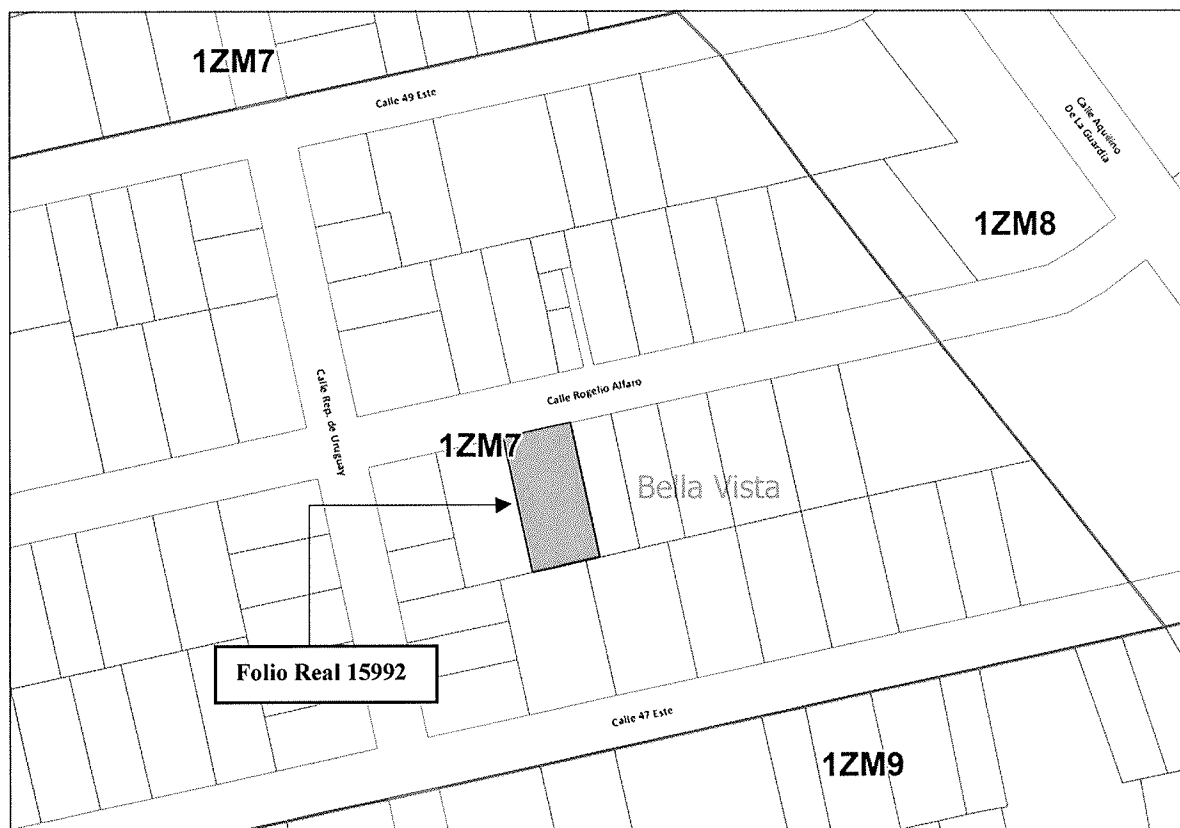 1ZM7
Calle 49 Este
Calle Aquilino
De La Guardia
1ZM8
Calle Rep. de Uruguay
Calle Rogelio Alfaro
1ZM7
Bella Vista
Folio Real 15992
Calle 47 Este
1ZM9